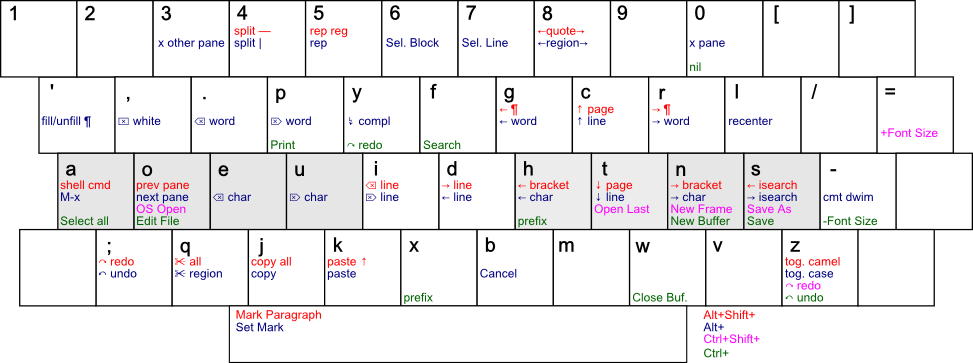 1 2 3 4 5 6 7 8 9 0 [ ]
split — rep reg ←quote→
x other pane split | rep Sel. Block Sel. Line ←region→ x pane
nil
' , . p y f g c r l / =
←¶ ↑ page →¶
fill/unfill ¶ ⌦ white ⌫ word ⌦ word ↯ compl ← word ↑ line → word recenter
+Font Size
Print ↷ redo Search
a o e u i d h t n s -
shell cmd prev pane ⌫ line → line ← bracket ↓ page → bracket ← isearch
M-x next pane ⌫ char ⌦ char ⌦ line ← line ← char ↓ line → char → isearch cmt dwim
OS Open Open Last New Frame Save As
Select all Edit File prefix New Buffer Save -Font Size
; q j k x b m w v z
↷ redo ✂ all copy all paste ↑ tog. camel
↶ undo ✂ region copy paste Cancel tog. case
↷ redo
prefix Close Buf. ↶ undo
Mark Paragraph Alt+Shift+
Set Mark Alt+
Ctrl+Shift+
Ctrl+